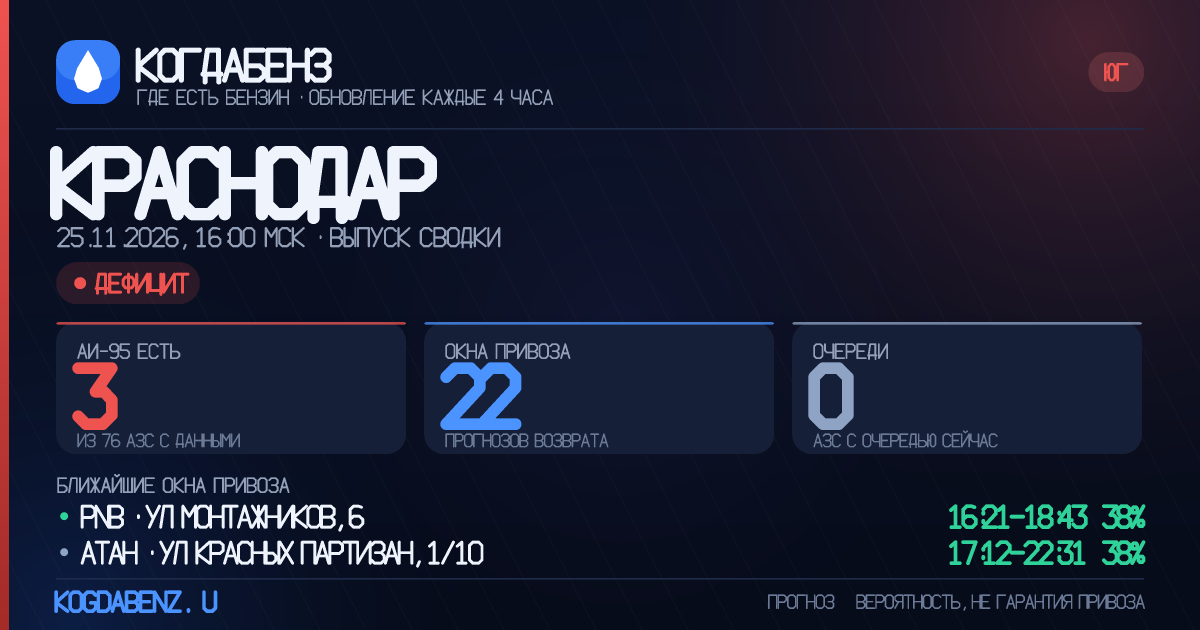 КОГДАБЕНЗ
ГДЕ ЕСТЬ БЕНЗИН · ОБНОВЛЕНИЕ КАЖДЫЕ 4 ЧАСА
ЮГ
КРАСНОДАР
25.11.2026, 16:00 МСК · ВЫПУСК СВОДКИ
• ДЕФИЦИТ
АИ-95 ЕСТЬ
3
ИЗ 76 АЗС С ДАННЫМИ
ОКНА ПРИВОЗА
22
ПРОГНОЗОВ ВОЗВРАТА
ОЧЕРЕДИ
0
АЗС С ОЧЕРЕДЬЮ СЕЙЧАС
БЛИЖАЙШИЕ ОКНА ПРИВОЗА
• PNB · УЛ МОНТАЖНИКОВ, 6 16:21-18:43 38%
• АТАН · УЛ КРАСНЫХ ПАРТИЗАН, 1/10 17:12-22:31 38%
KOGDABENZ. U
ПРОГНОЗ ВЕРОЯТНОСТЬ, НЕ ГАРАНТИЯ ПРИВОЗА